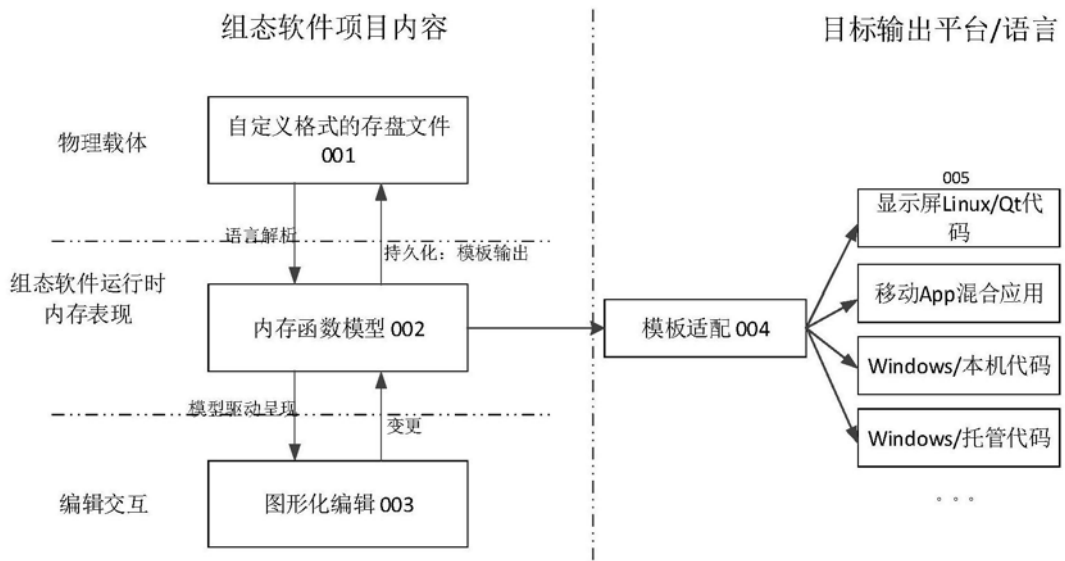 组态软件项目内容
目标输出平台/语言
物理载体
自定义格式的存盘文件
001
语言解析
持久化：模板输出
组态软件运行时
内存表现
内存函数模型 002
模板适配 004
005
显示屏Linux/Qt代
码
移动App混合应用
Windows/本机代码
Windows/托管代码
。。。
模型驱动呈现
变更
编辑交互
图形化编辑 003